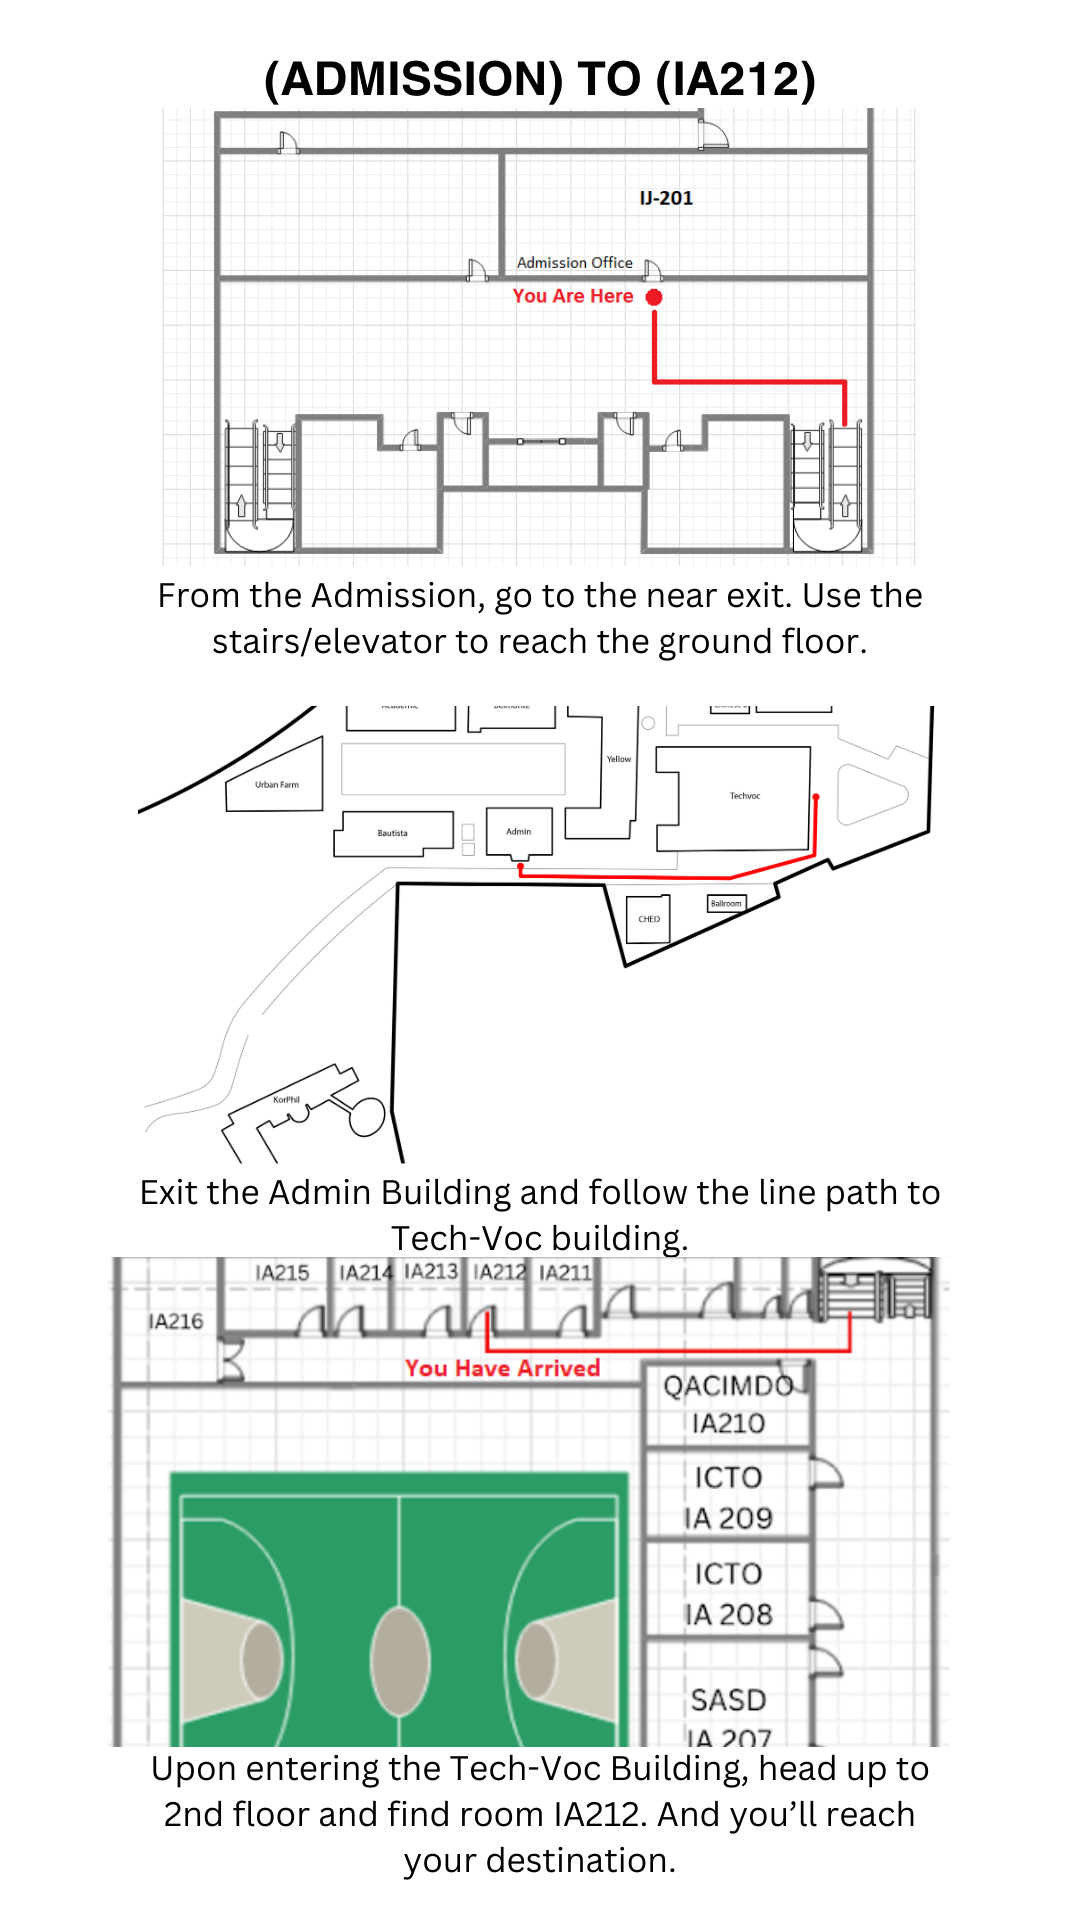 (ADMISSION) TO (IA212)
IJ-201
Admission Office
You Are Here
From the Admission, go to the near exit. Use the
stairs/elevator to reach the ground floor.
Academic
Belmonte
Yellow
Urban Farm
Techvoc
Bautista
Admin
CHED
Ballroom
KorPhil
Exit the Admin Building and follow the line path to
Tech-Voc building.
IA215
IA214
IA213
IA212
IA211
IA216
You Have Arrived
QACIMDO
IA210
ICTO
IA 209
ICTO
IA 208
SASD
IA 207
Upon entering the Tech-Voc Building, head up to
2nd floor and find room IA212. And you’ll reach
your destination.